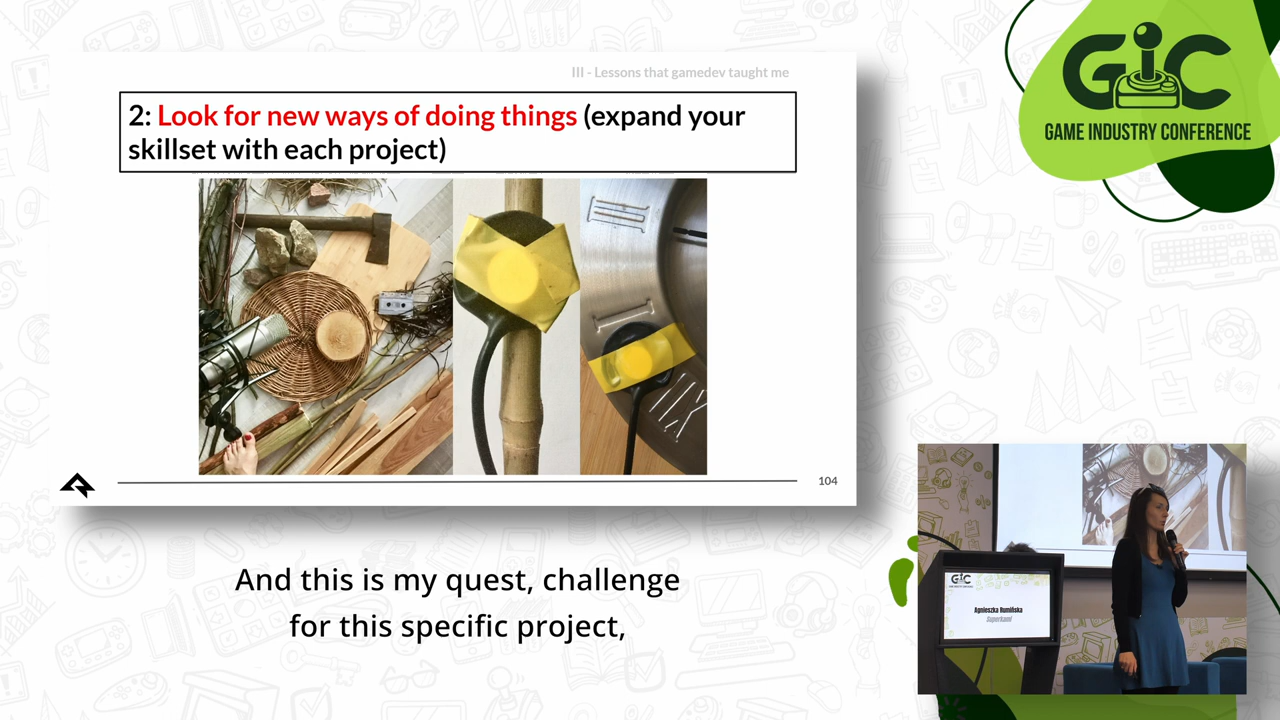 III - Lessons that gamedev taught me
2: Look for new ways of doing things (expand your
skillset with each project)
104
And this is my quest, challenge
for this specific project,
GIC
GAME INDUSTRY CONFERENCE
GIC
Agnieszka Rumińska